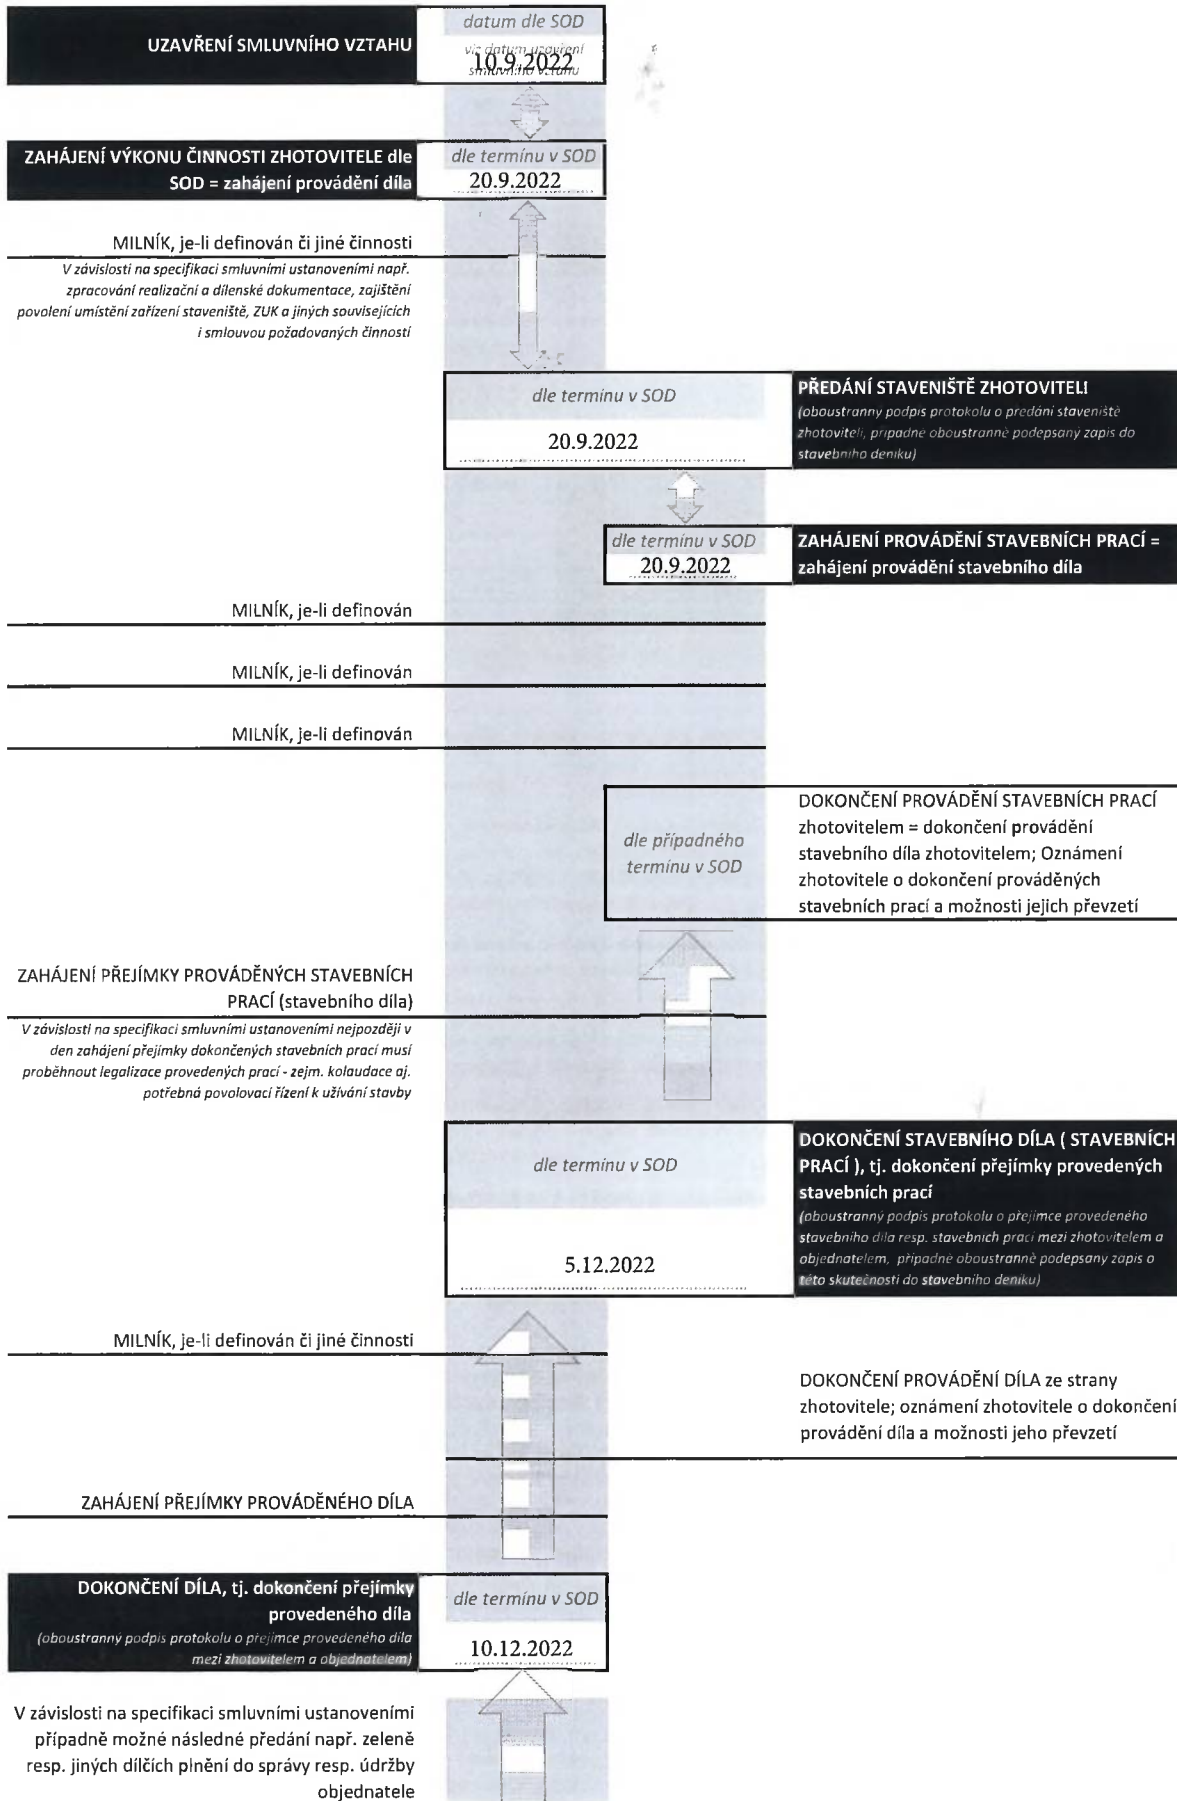 datum dle SOD
UZAVŘENÍ SMLUVNÍHO VZTAHU
viz datum uzavření
10.9.2022
smluvního vztahu
ZAHÁJENÍ VÝKONU ČINNOSTI ZHOTOVITELE dle
SOD = zahájení provádění díla
dle termínu v SOD
20.9.2022
MILNÍK, je-li definován či jiné činnosti
V závislosti na specifikaci smluvními ustanoveními např.
zpracování realizační a dílenské dokumentace, zajištění
povolení umístění zařízení staveniště, ZUK a jiných souvisejících
i smlouvou požadovaných činností
dle termínu v SOD
20.9.2022
PŘEDÁNÍ STAVENIŠTĚ ZHOTOVITELI
(oboustranný podpis protokolu o předání staveniště
zhotoviteli, případně oboustranně podepsaný zápis do
stavebního deníku)
dle termínu v SOD
20.9.2022
ZAHÁJENÍ PROVÁDĚNÍ STAVEBNÍCH PRACÍ =
zahájení provádění stavebního díla
MILNÍK, je-li definován
MILNÍK, je-li definován
MILNÍK, je-li definován
dle případného
termínu v SOD
DOKONČENÍ PROVÁDĚNÍ STAVEBNÍCH PRACÍ
zhotovitelem = dokončení provádění
stavebního díla zhotovitelem; Oznámení
zhotovitele o dokončení prováděných
stavebních prací a možnosti jejich převzetí
ZAHÁJENÍ PŘEJÍMKY PROVÁDĚNÝCH STAVEBNÍCH
PRACÍ (stavebního díla)
V závislosti na specifikaci smluvními ustanoveními nejpozději v
den zahájení přejímky dokončených stavebních prací musí
proběhnout legalizace provedených prací - zejm. kolaudace aj.
potřebná povolovací řízení k užívání stavby
dle termínu v SOD
5.12.2022
DOKONČENÍ STAVEBNÍHO DÍLA ( STAVEBNÍCH
PRACÍ ), tj. dokončení přejímky provedených
stavebních prací
(oboustranný podpis protokolu o přejímce provedeného
stavebního díla resp. stavebních prací mezi zhotovitelem a
objednatelem, případně oboustranně podepsaný zápis o
této skutečnosti do stavebního deníku)
MILNÍK, je-li definován či jiné činnosti
DOKONČENÍ PROVÁDĚNÍ DÍLA ze strany
zhotovitele; oznámení zhotovitele o dokončení
provádění díla a možnosti jeho převzetí
ZAHÁJENÍ PŘEJÍMKY PROVÁDĚNÉHO DÍLA
DOKONČENÍ DÍLA, tj. dokončení přejímky
provedeného díla
(oboustranný podpis protokolu o přejímce provedeného díla
mezi zhotovitelem a objednatelem)
dle termínu v SOD
10.12.2022
V závislosti na specifikaci smluvními ustanoveními
případně možné následné předání např. zeleně
resp. jiných dílčích plnění do správy resp. údržby
objednatele